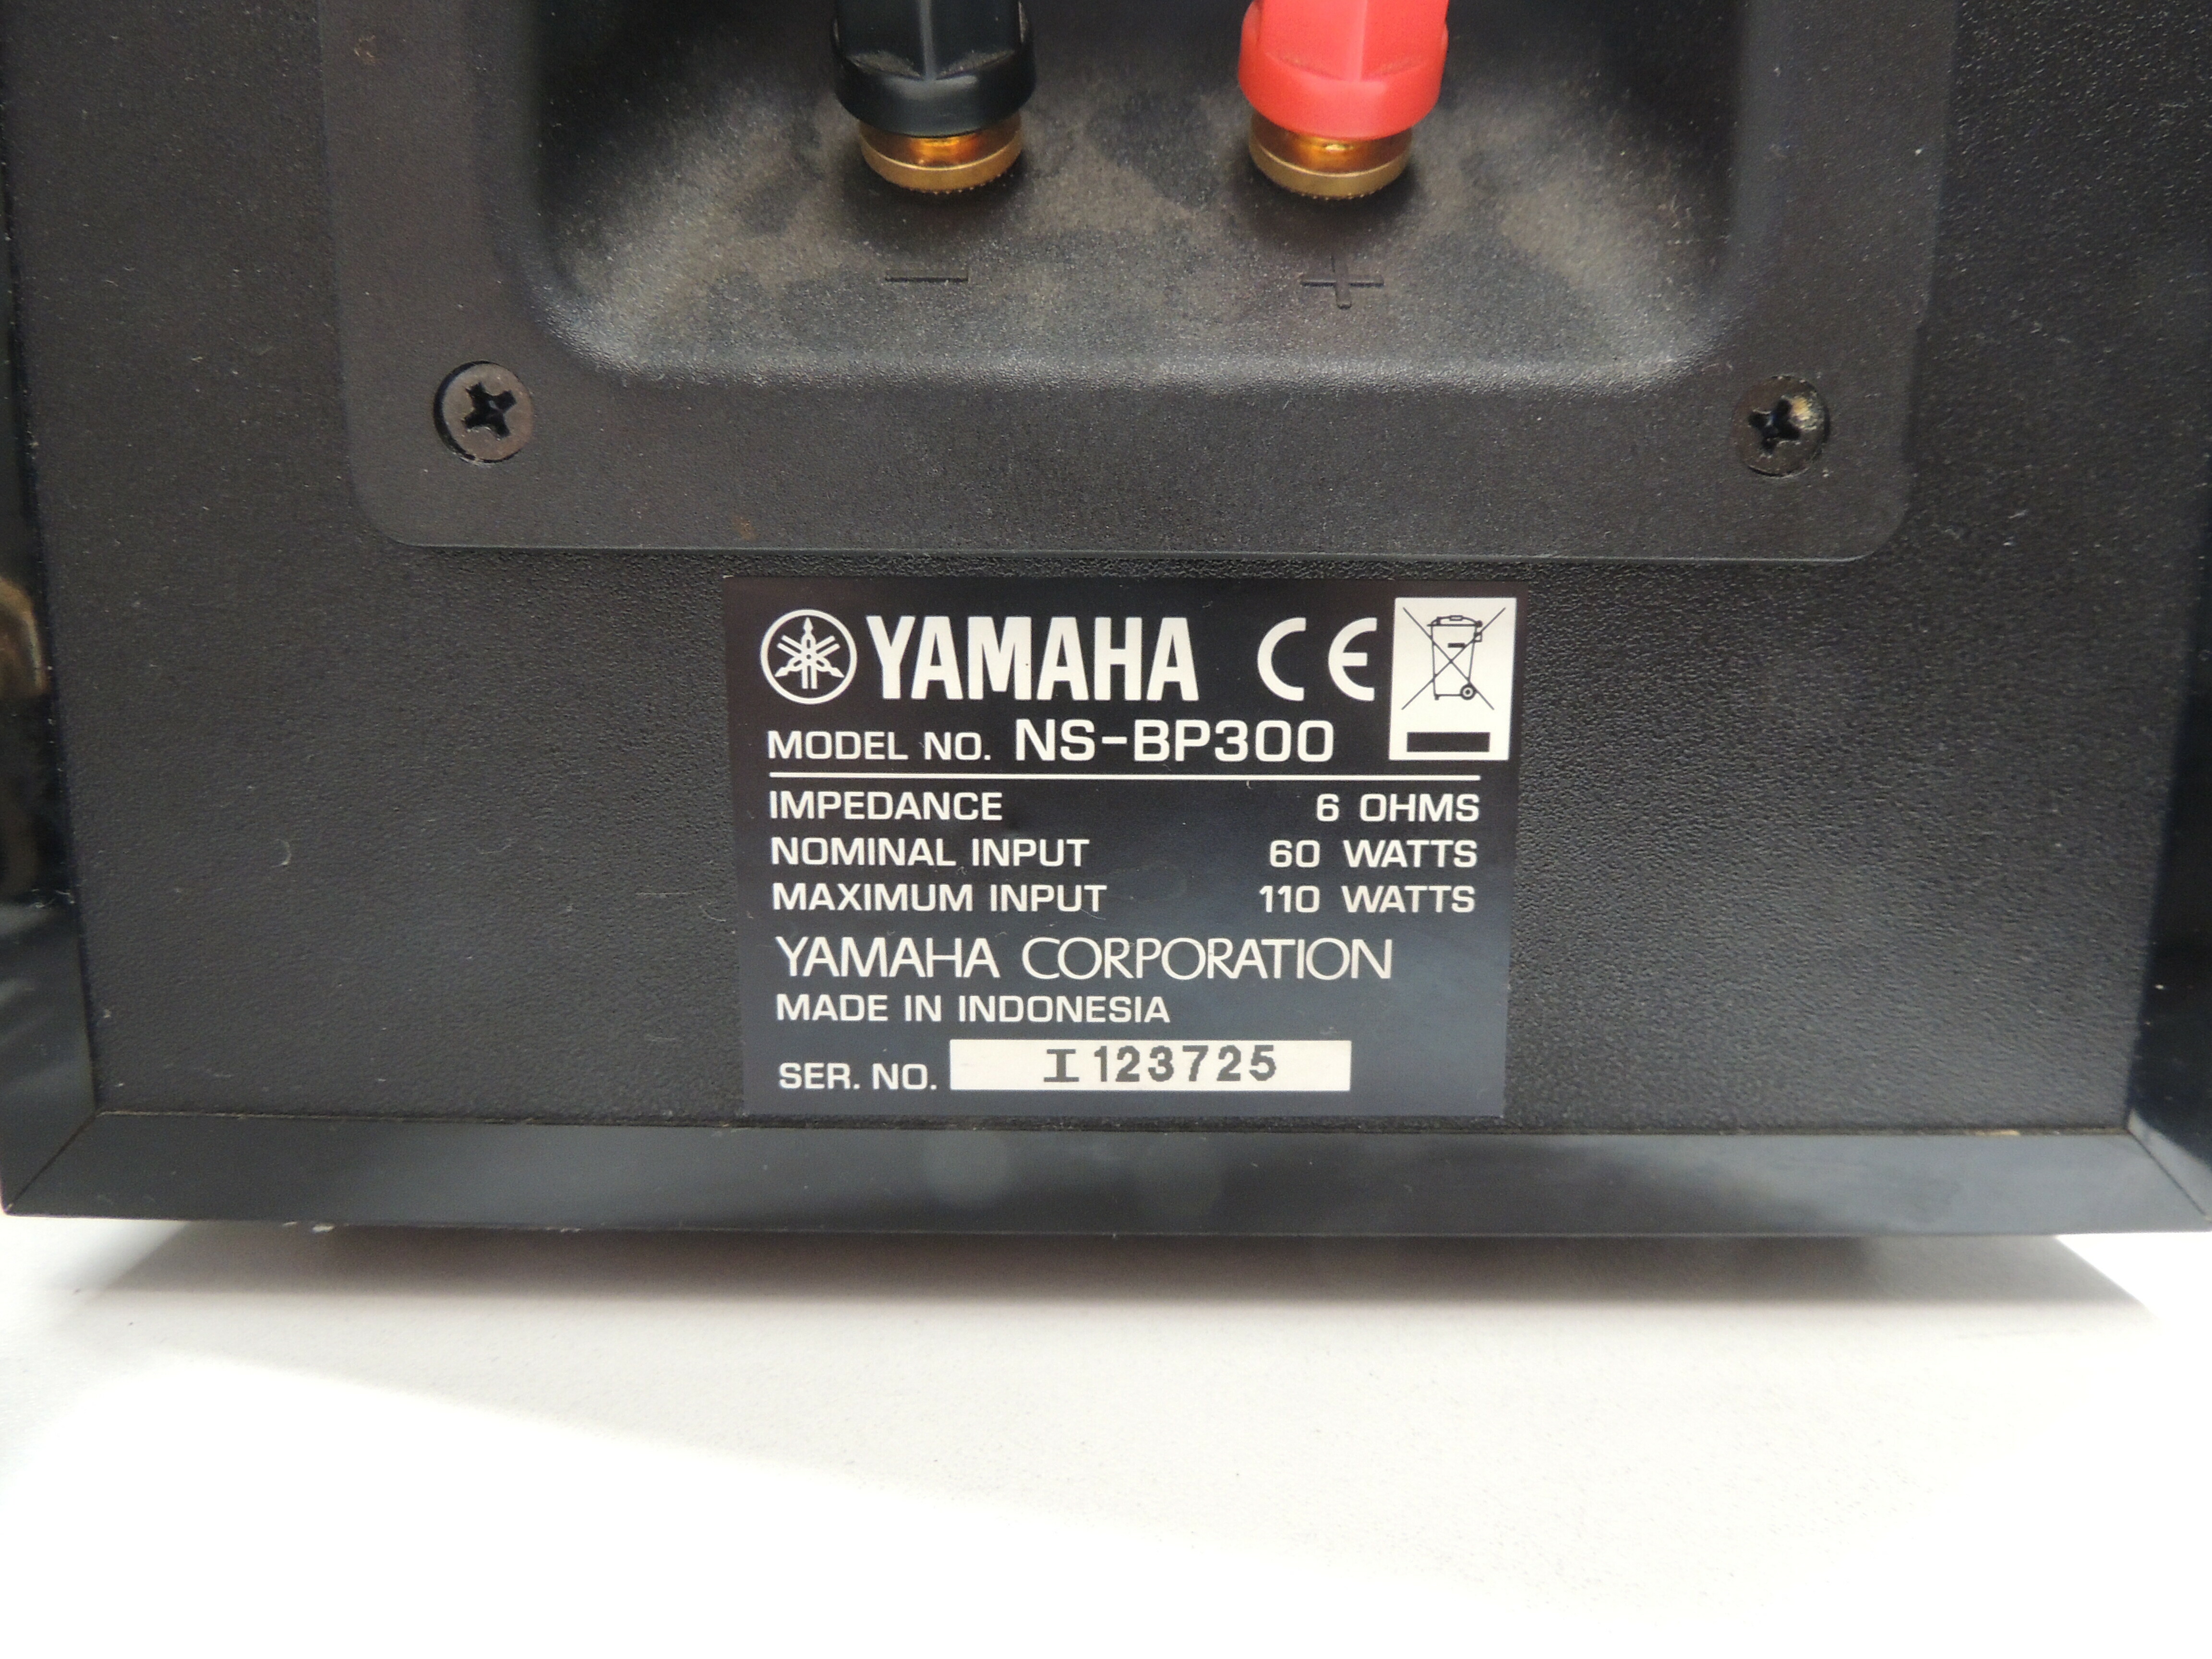 − +
YAMAHA CE
MODEL NO. NS-BP300
IMPEDANCE 6 OHMS
NOMINAL INPUT 60 WATTS
MAXIMUM INPUT 110 WATTS
YAMAHA CORPORATION
MADE IN INDONESIA
SER. NO. I123725